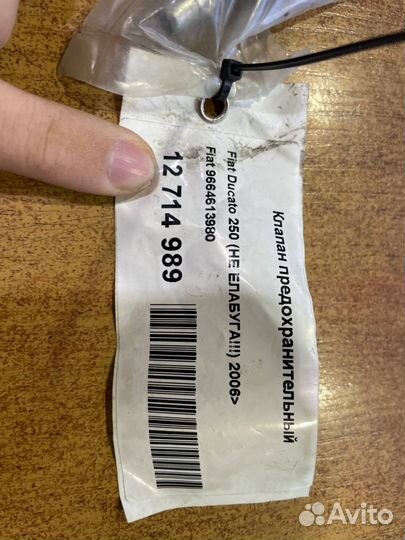 Клапан предохранительный
Fiat Ducato 250 (НЕ ЕЛАБУГА!!!) 2006>
Fiat 9664613980
12 714 989
Avito